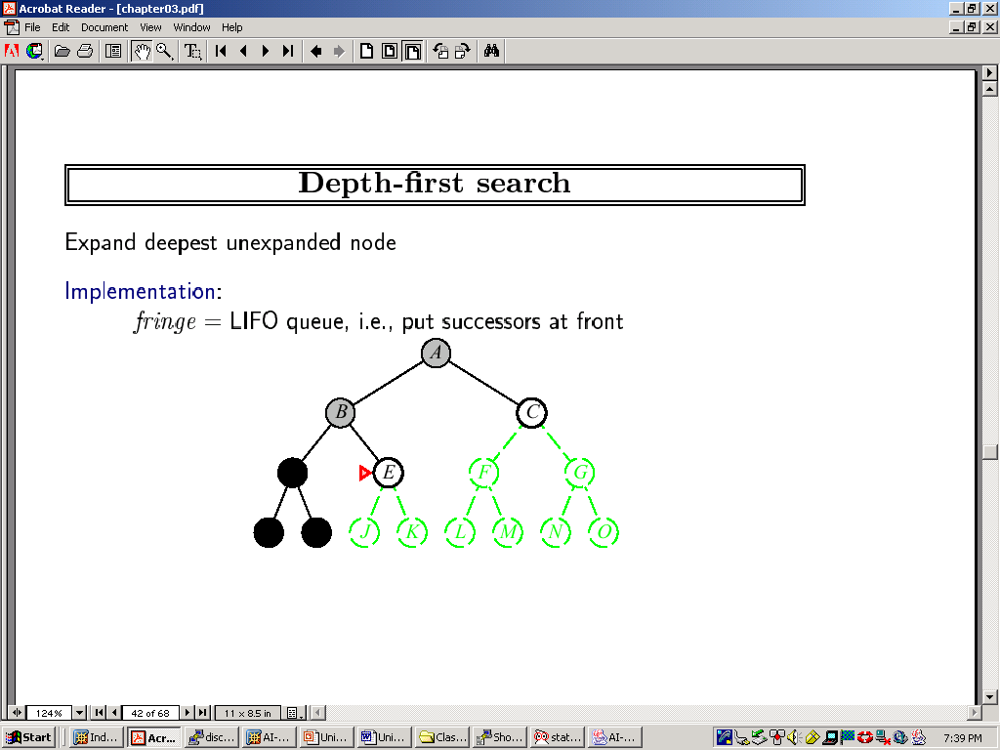 Acrobat Reader - [chapter03.pdf]
File Edit Document View Window Help
Depth-first search
Expand deepest unexpanded node
Implementation:
fringe = LIFO queue, i.e., put successors at front
A
B C
E F G
J K L M N O
124% 42 of 68 11 x 8.5 in
Start Ind... Acr... disc... AI-... Uni... Uni... Clas... Sho... stat... AI-... 7:39 PM